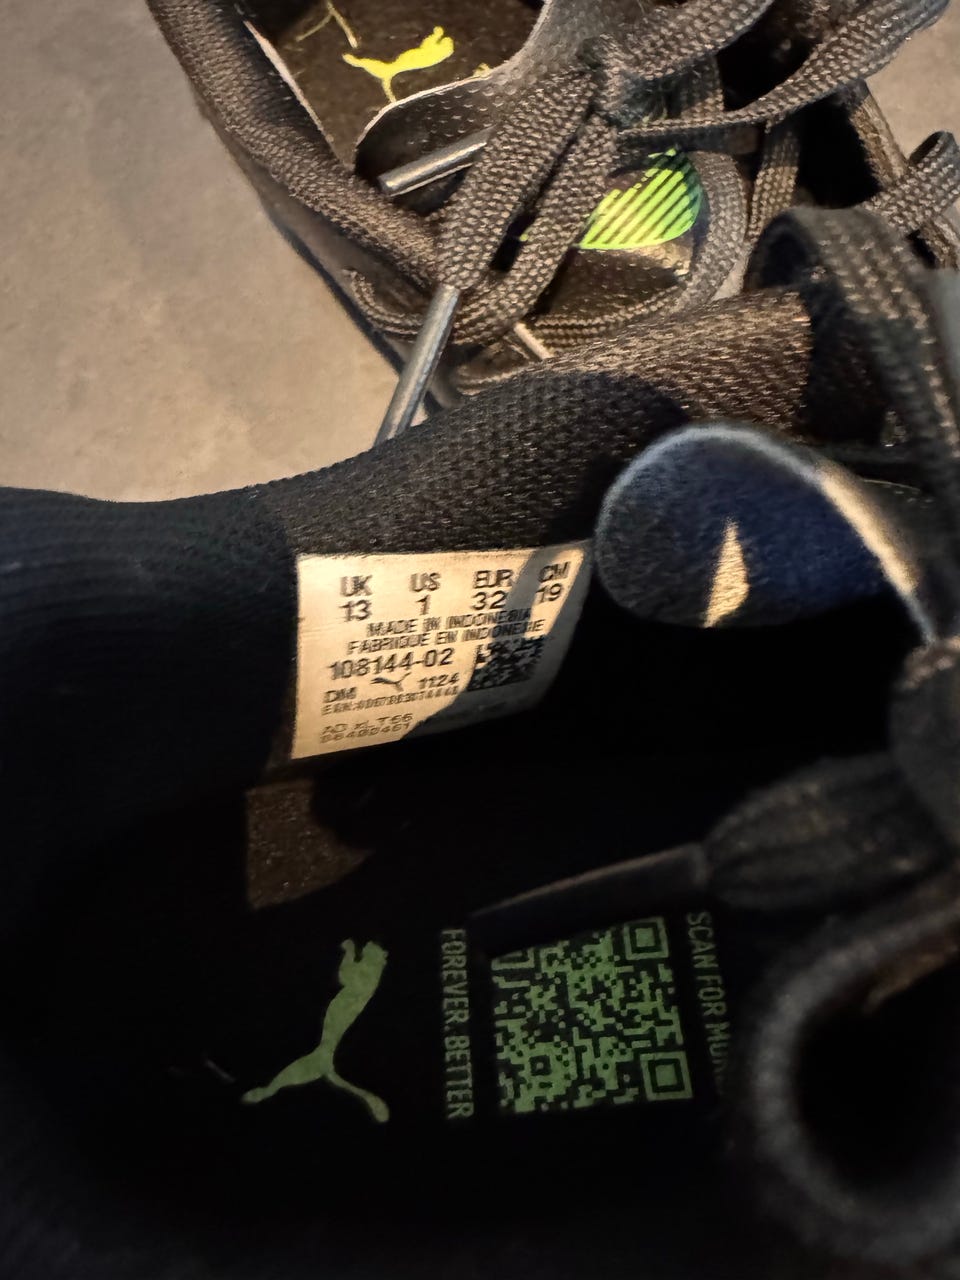 UK US EUR CM
13 1 32 19
MADE IN INDONESIA
FABRIQUE EN INDONESIE
108144-02
DM 1124
FOREVER. BETTER
SCAN FOR